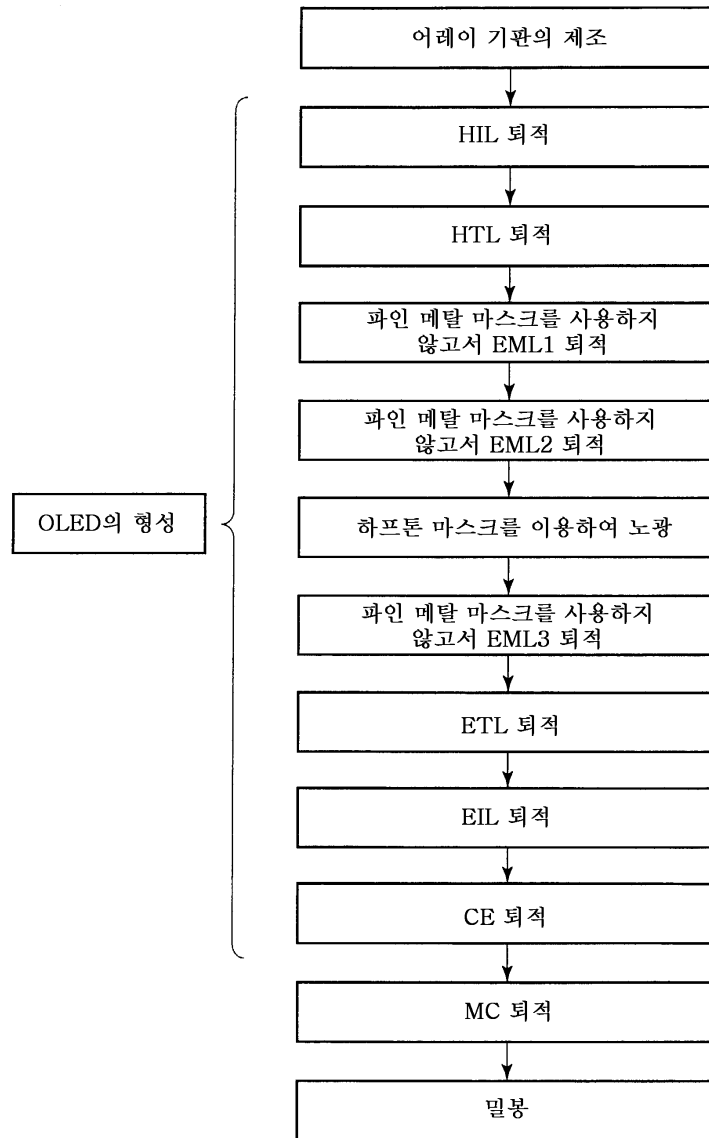 어레이 기판의 제조
HIL 퇴적
HTL 퇴적
파인 메탈 마스크를 사용하지
않고서 EML1 퇴적
파인 메탈 마스크를 사용하지
않고서 EML2 퇴적
OLED의 형성
하프톤 마스크를 이용하여 노광
파인 메탈 마스크를 사용하지
않고서 EML3 퇴적
ETL 퇴적
EIL 퇴적
CE 퇴적
MC 퇴적
밀봉